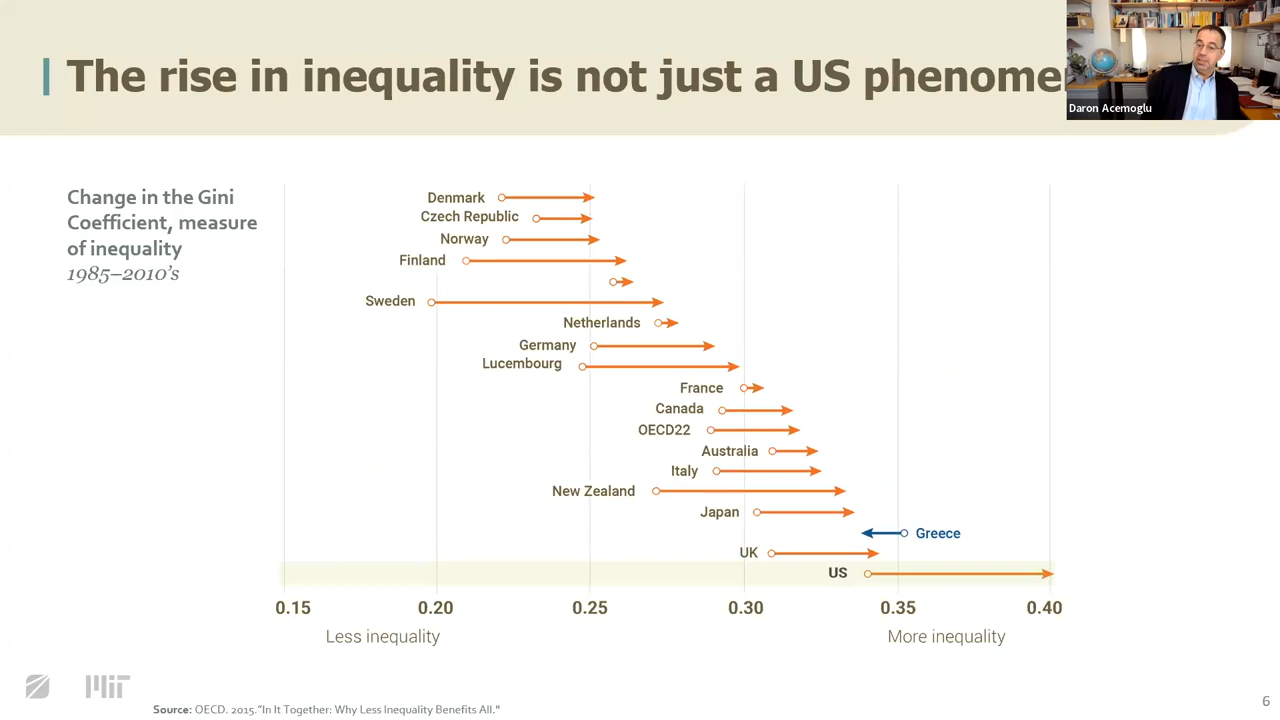 The rise in inequality is not just a US phenome
Daron Acemoglu
Change in the Gini
Coefficient, measure
of inequality
1985–2010's
Denmark
Czech Republic
Norway
Finland
Sweden
Netherlands
Germany
Lucembourg
France
Canada
OECD22
Australia
Italy
New Zealand
Japan
Greece
UK
US
0.15
0.20
0.25
0.30
0.35
0.40
Less inequality
More inequality
MIT
Source: OECD. 2015."In It Together: Why Less Inequality Benefits All."
6